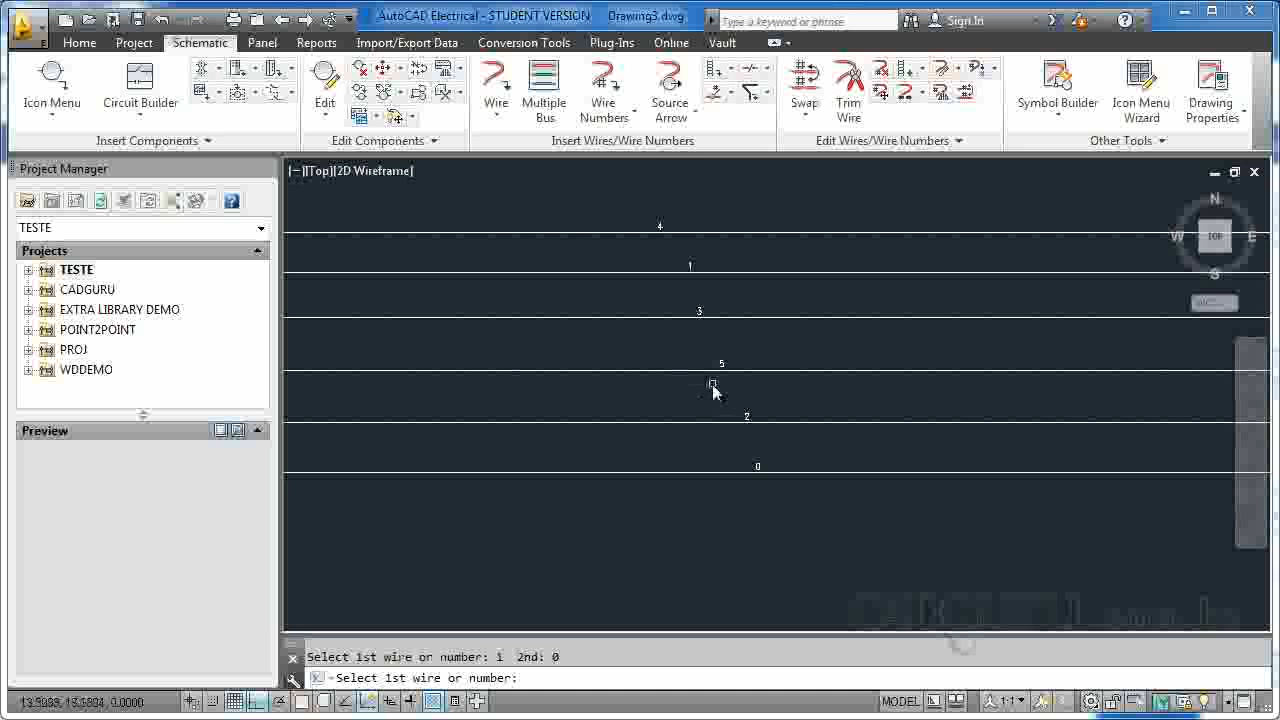 AutoCAD Electrical - STUDENT VERSION Drawing3.dwg
Type a keyword or phrase
Sign In
Home Project Schematic Panel Reports Import/Export Data Conversion Tools Plug-Ins Online Vault
Icon Menu
Circuit Builder
Edit
Wire
Multiple Bus
Wire Numbers
Source Arrow
Swap
Trim Wire
Symbol Builder
Icon Menu Wizard
Drawing Properties
Insert Components
Edit Components
Insert Wires/Wire Numbers
Edit Wires/Wire Numbers
Other Tools
Project Manager
TESTE
Projects
TESTE
CADGURU
EXTRA LIBRARY DEMO
POINT2POINT
PROJ
WDDEMO
Preview
[−][Top][2D Wireframe]
N
W TOP E
S
4
1
3
5
2
0
Select 1st wire or number: 1 2nd: 0
Select 1st wire or number:
MODEL
1:1